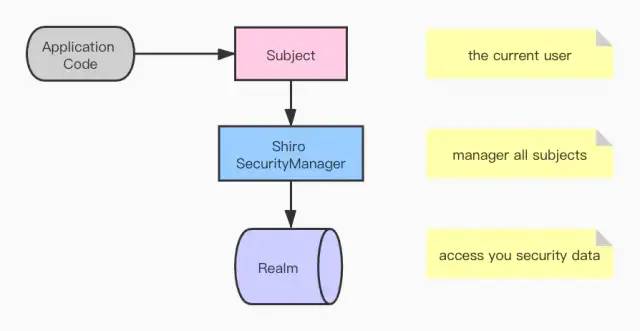 Application
Code
Subject
the current user
Shiro
SecurityManager
manager all subjects
Realm
access you security data